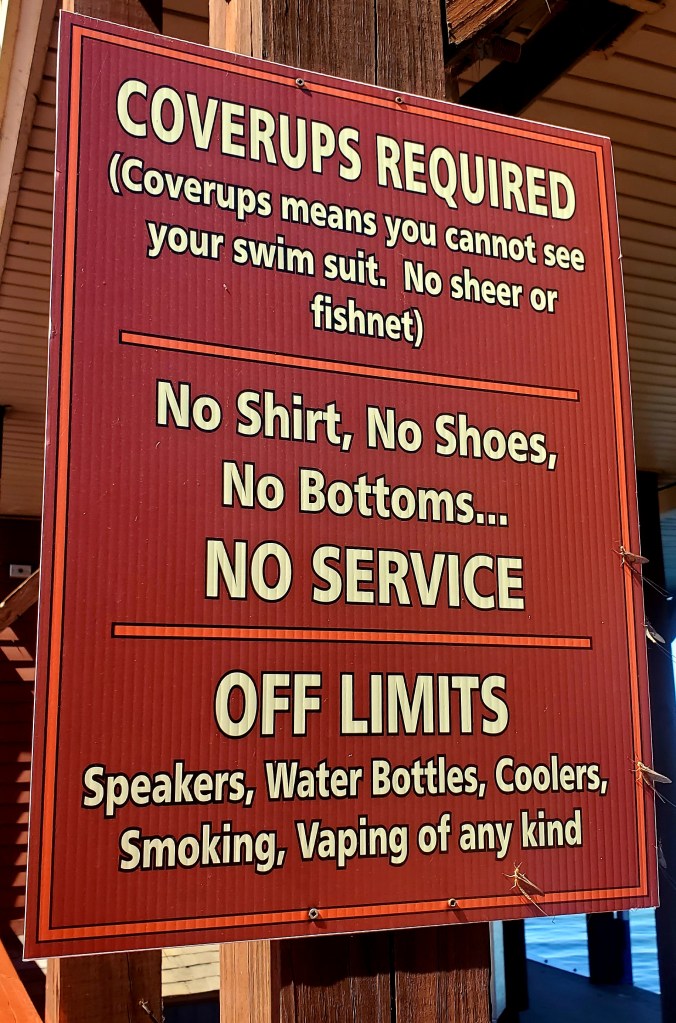 COVERUPS REQUIRED
(Coverups means you cannot see
your swim suit.  No sheer or
fishnet)
No Shirt, No Shoes,
No Bottoms...
NO SERVICE
OFF LIMITS
Speakers, Water Bottles, Coolers,
Smoking, Vaping of any kind